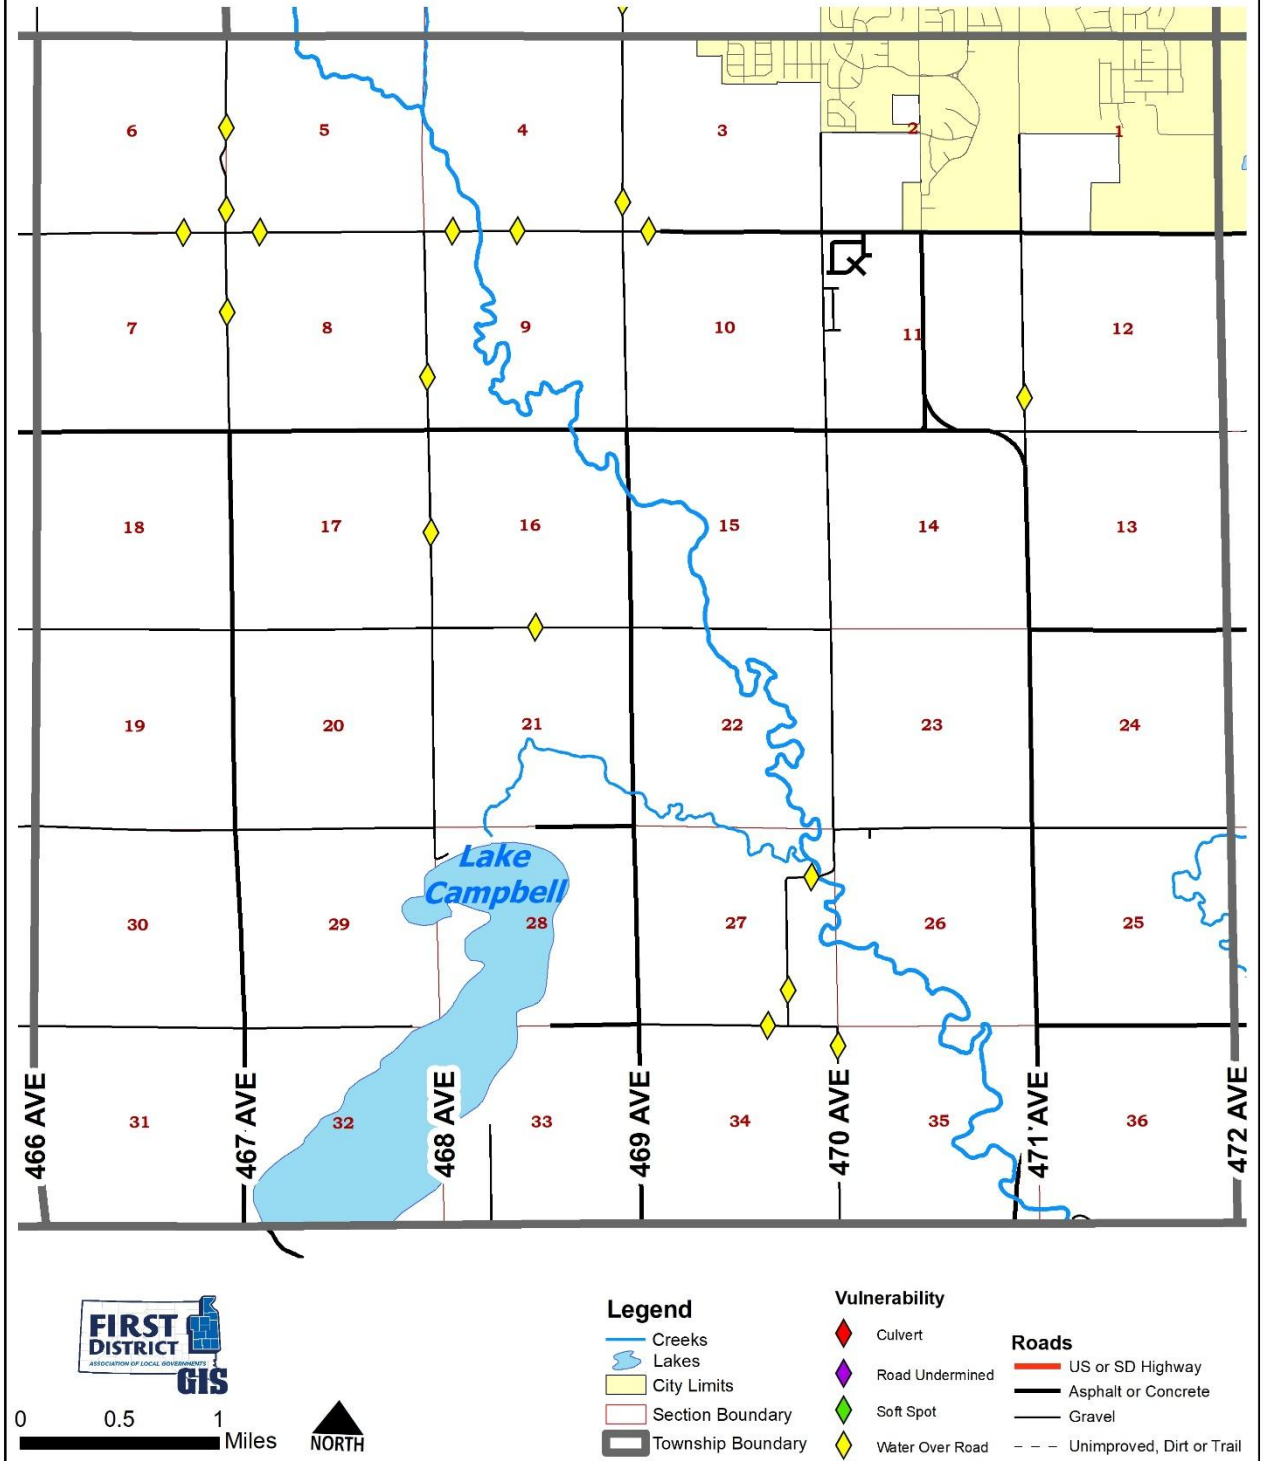 6
5
4
3
2
1
7
8
9
10
11
12
18
17
16
15
14
13
19
20
21
22
23
24
Lake
Campbell
30
29
28
27
26
25
466 AVE
467 AVE
468 AVE
469 AVE
470 AVE
471 AVE
472 AVE
31
32
33
34
35
36
FIRST
DISTRICT
ASSOCIATION OF LOCAL GOVERNMENTS
GIS
0 0.5 1
Miles
NORTH
Legend
Creeks
Lakes
City Limits
Section Boundary
Township Boundary
Vulnerability
Culvert
Road Undermined
Soft Spot
Water Over Road
Roads
US or SD Highway
Asphalt or Concrete
Gravel
Unimproved, Dirt or Trail